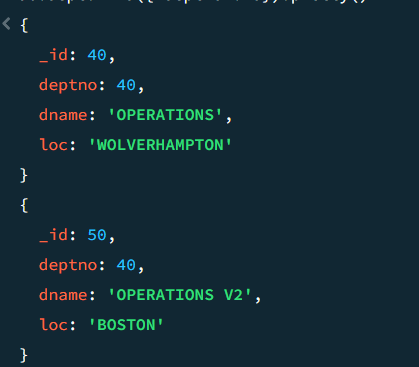 {
_id: 40,
deptno: 40,
dname: 'OPERATIONS',
loc: 'WOLVERHAMPTON'
}
{
_id: 50,
deptno: 40,
dname: 'OPERATIONS V2',
loc: 'BOSTON'
}